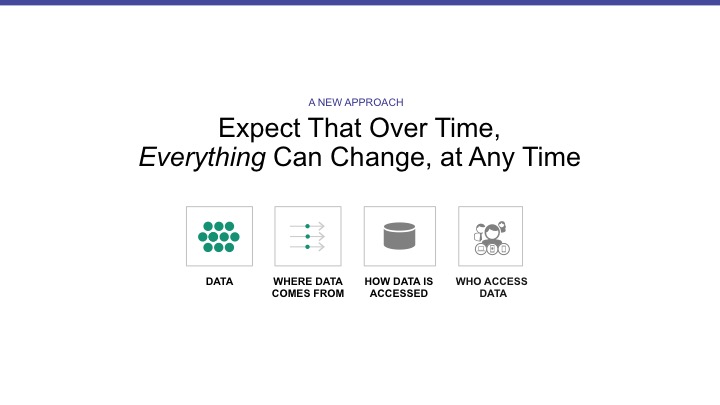 A NEW APPROACH
Expect That Over Time,
Everything Can Change, at Any Time
DATA
WHERE DATA
COMES FROM
HOW DATA IS
ACCESSED
WHO ACCESS
DATA